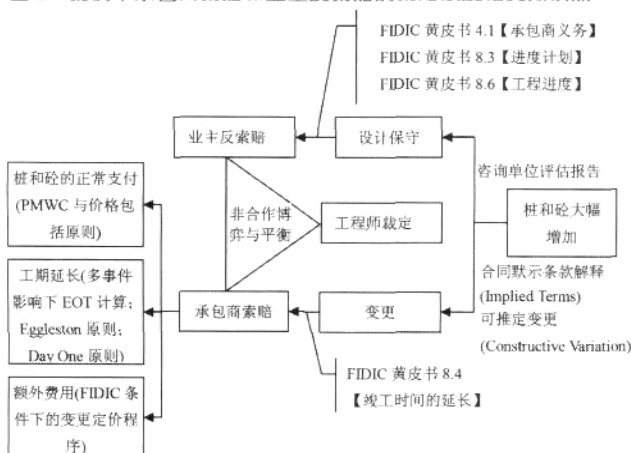 FIDIC 黄皮书 4.1【承包商义务】
FIDIC 黄皮书 8.3【进度计划】
FIDIC 黄皮书 8.6【工程进度】
业主反索赔
设计保守
咨询单位评估报告
桩和砼的正常支付
(PMWC 与价格包
括原则)
非合作博
弈与平衡
工程师裁定
桩和砼大幅
增加
工期延长(多事件
影响下 EOT 计算;
Eggleston 原则;
Day One 原则)
承包商索赔
变更
合同默示条款解释
(Implied Terms)
可推定变更
(Constructive Variation)
额外费用(FIDIC 条
件下的变更定价程
序)
FIDIC 黄皮书 8.4
【竣工时间的延长】